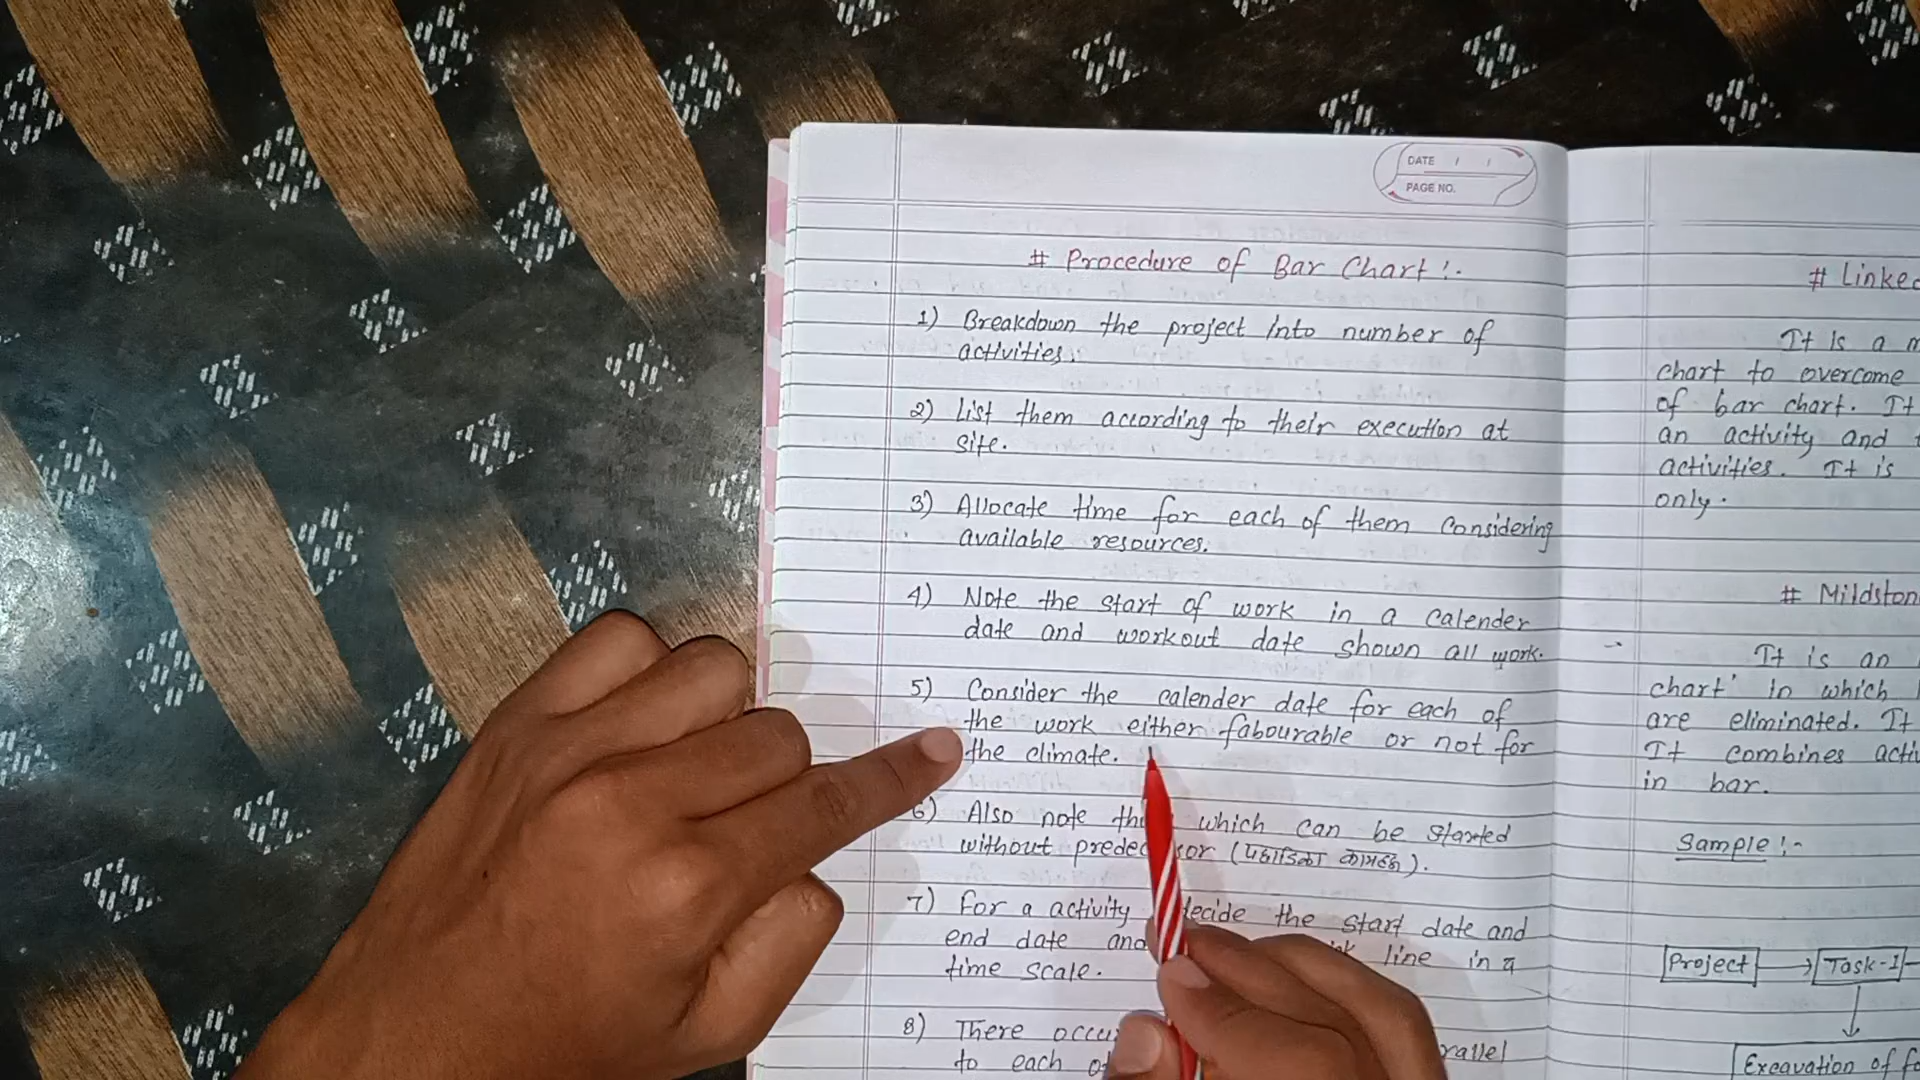 DATE / /
PAGE NO.
# Procedure of Bar Chart :-
1) Breakdown the project into number of
activities.
2) List them according to their execution at
site.
3) Allocate time for each of them considering
available resources.
4) Note the start of work in a calender
date and workout date shown all work.
5) Consider the calender date for each of
the work either fabourable or not for
the climate.
6) Also note which can be started
without
7) For a activity decide the start date and
end date and line in a
time scale.
8) There
to each
# Linked
It is a
chart to overcome
of bar chart. It
an activity and
activities. It is
only.
# Mildston
It is an
chart in which
are eliminated. It
It combines
in bar.
Sample :-
Project
Task-1
Excavation of